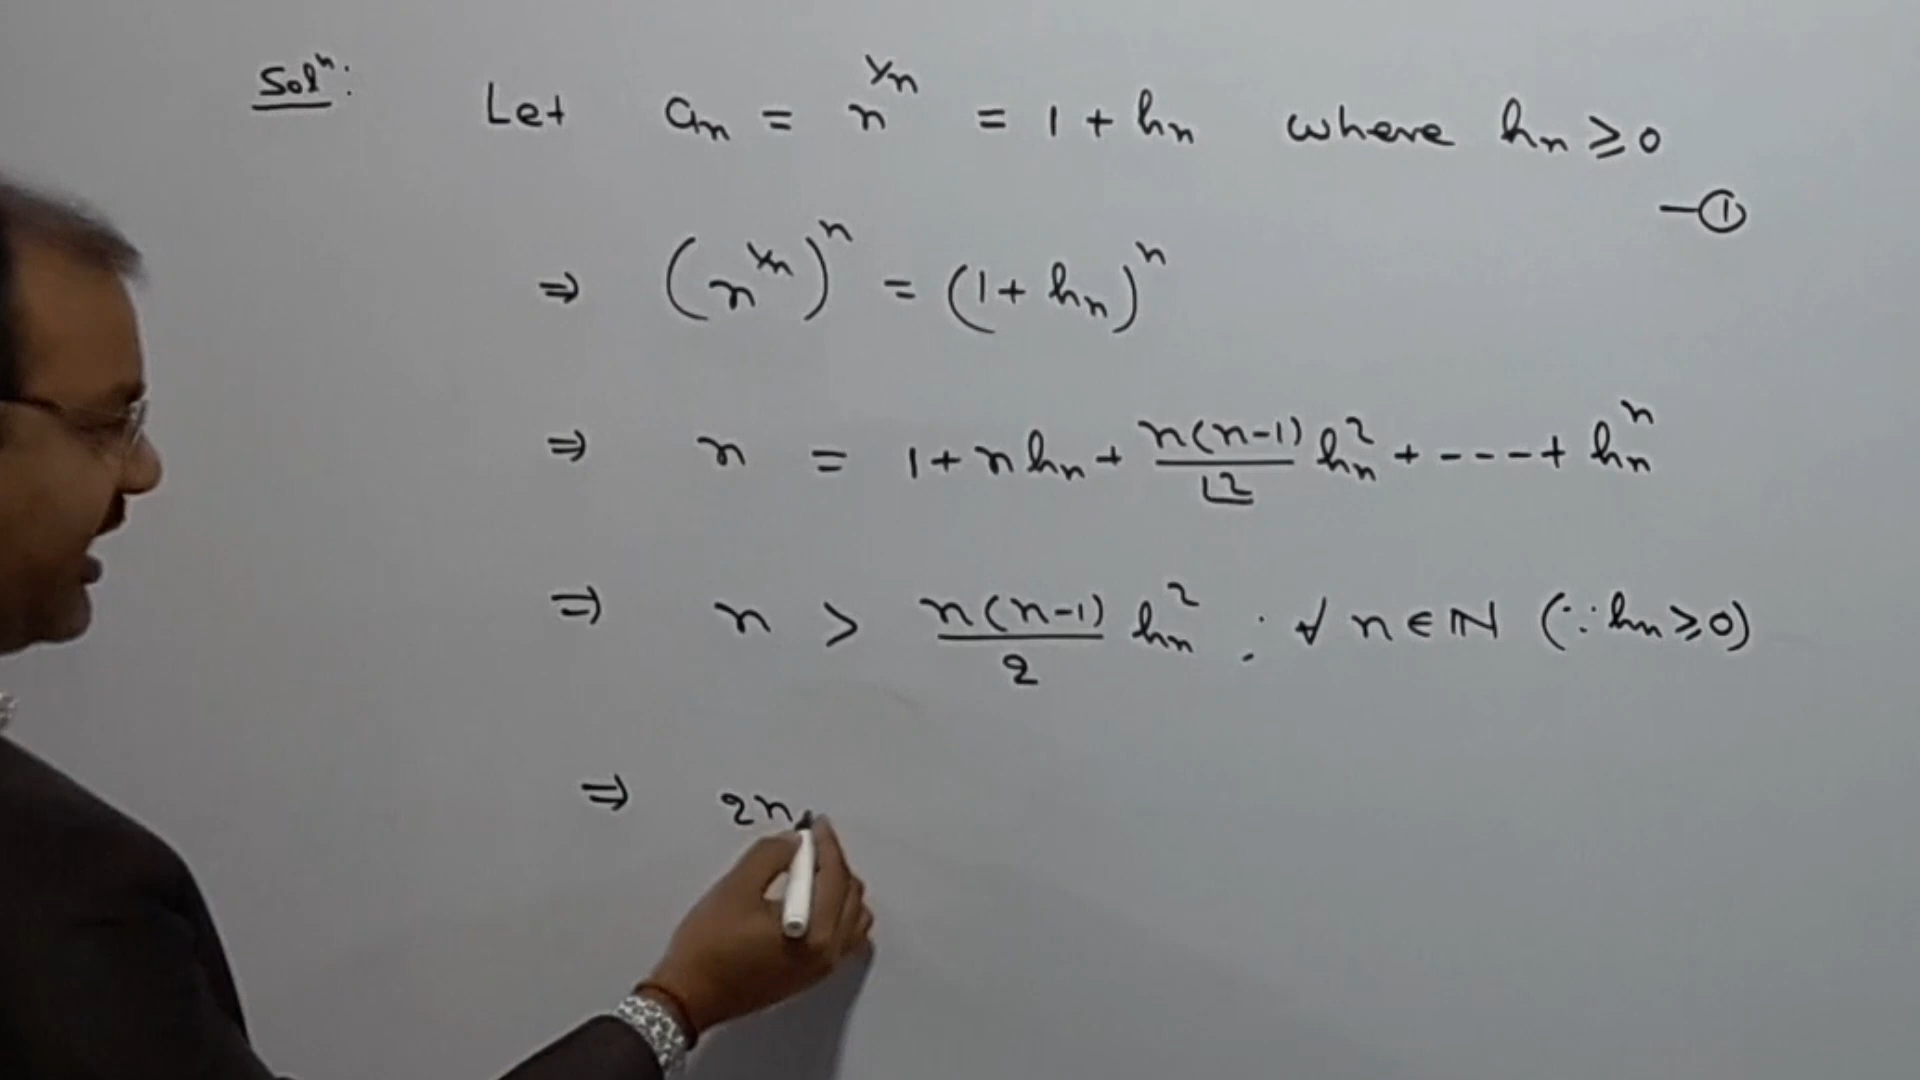 Solⁿ: Let aₙ = n^(1/n) = 1 + hₙ where hₙ ≥ 0
—①
⇒ (n^(1/n))ⁿ = (1 + hₙ)ⁿ
⇒ n = 1 + n hₙ + n(n-1)/⌊2 hₙ² + ---- + hₙⁿ
⇒ n > n(n-1)/2 hₙ² ; ∀ n ∈ ℕ (∵ hₙ ≥ 0)
⇒ 2n